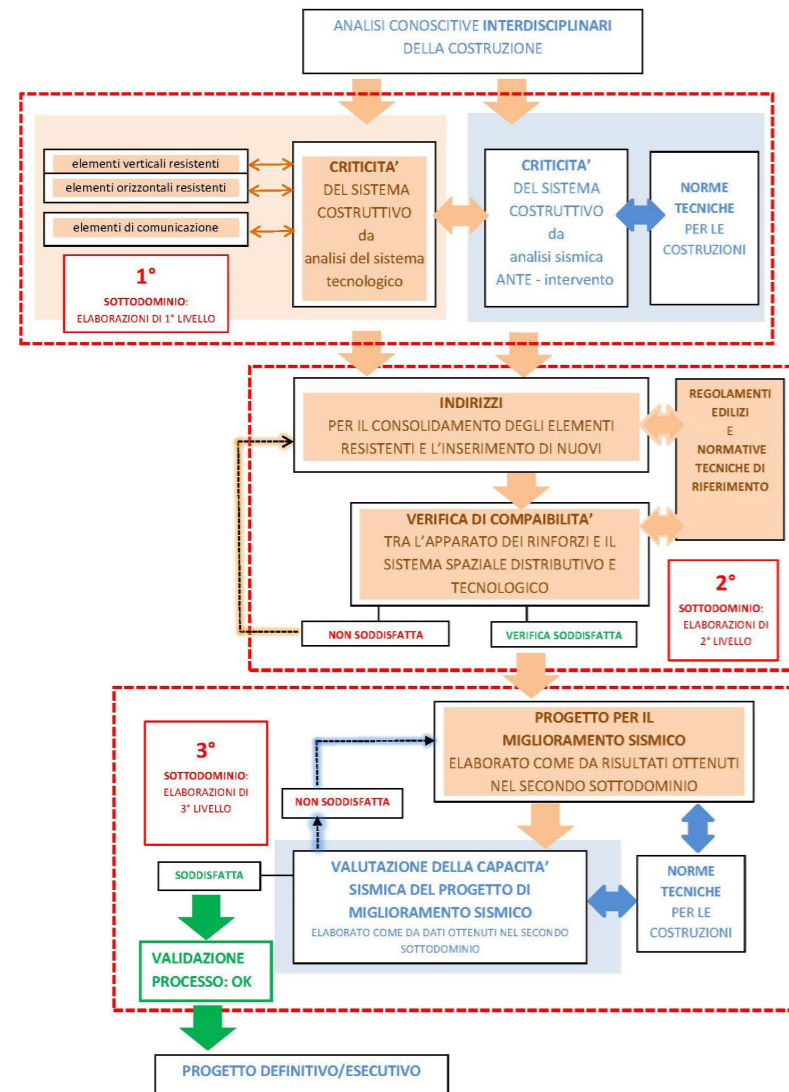 ANALISI CONOSCITIVE INTERDISCIPLINARI
DELLA COSTRUZIONE
elementi verticali resistenti
elementi orizzontali resistenti
elementi di comunicazione
1°
SOTTODOMINIO:
ELABORAZIONI DI 1° LIVELLO
CRITICITA’
DEL SISTEMA
COSTRUTTIVO
da
analisi del sistema
tecnologico
CRITICITA’
DEL SISTEMA
COSTRUTTIVO
da
analisi sismica
ANTE - intervento
NORME
TECNICHE
PER LE
COSTRUZIONI
INDIRIZZI
PER IL CONSOLIDAMENTO DEGLI ELEMENTI
RESISTENTI E L’INSERIMENTO DI NUOVI
REGOLAMENTI
EDILIZI
E
NORMATIVE
TECNICHE DI
RIFERIMENTO
VERIFICA DI COMPAIBILITA’
TRA L’APPARATO DEI RINFORZI E IL
SISTEMA SPAZIALE DISTRIBUTIVO E
TECNOLOGICO
NON SODDISFATTA
VERIFICA SODDISFATTA
2°
SOTTODOMINIO:
ELABORAZIONI DI
2° LIVELLO
3°
SOTTODOMINIO:
ELABORAZIONI DI
3° LIVELLO
PROGETTO PER IL
MIGLIORAMENTO SISMICO
ELABORATO COME DA RISULTATI OTTENUTI
NEL SECONDO SOTTODOMINIO
NON SODDISFATTA
SODDISFATTA
VALUTAZIONE DELLA CAPACITA’
SISMICA DEL PROGETTO DI
MIGLIORAMENTO SISMICO
ELABORATO COME DA DATI OTTENUTI NEL SECONDO
SOTTODOMINIO
NORME
TECNICHE
PER LE
COSTRUZIONI
VALIDAZIONE
PROCESSO: OK
PROGETTO DEFINITIVO/ESECUTIVO